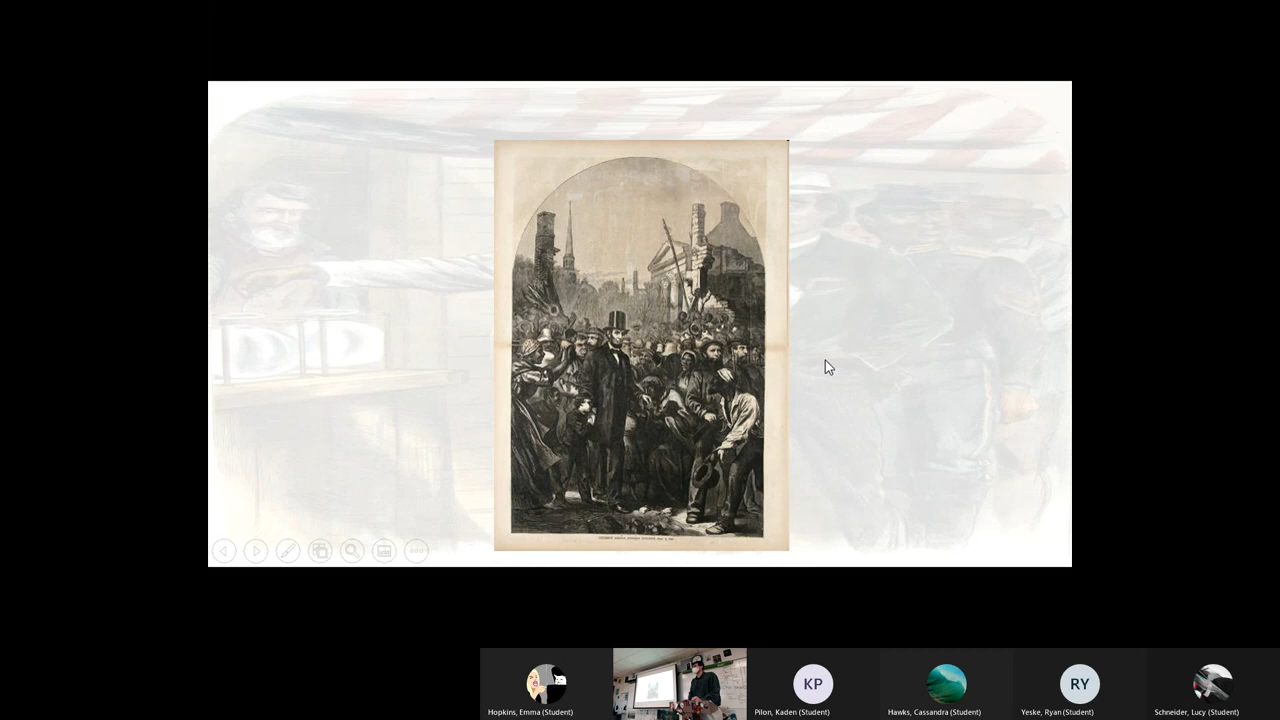 Hopkins, Emma (Student)
KP
Pilon, Kaden (Student)
Hawks, Cassandra (Student)
RY
Yeske, Ryan (Student)
Schneider, Lucy (Student)